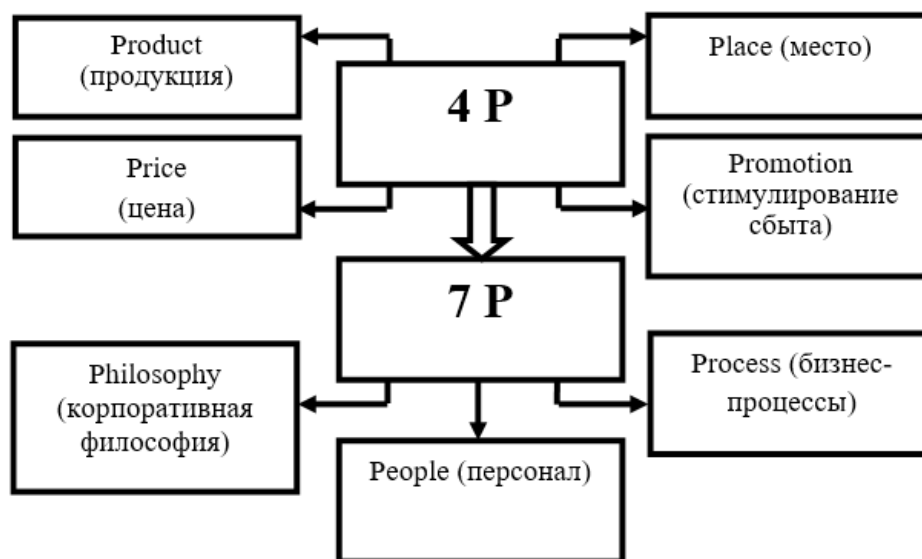 Product
(продукция)
Place (место)
4 P
Price
(цена)
Promotion
(стимулирование
сбыта)
7 P
Philosophy
(корпоративная
философия)
Process (бизнес-
процессы)
People (персонал)